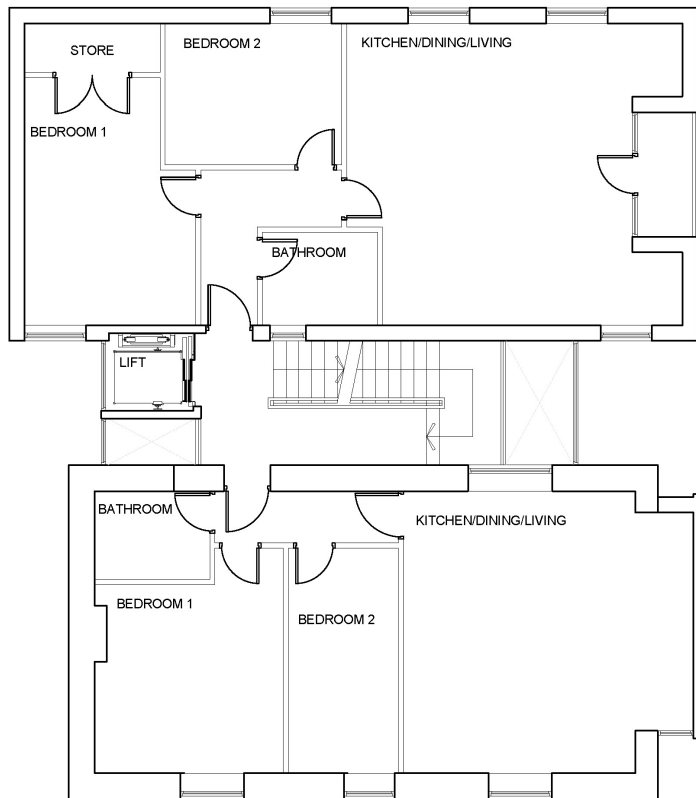 STORE
BEDROOM 2
KITCHEN/DINING/LIVING
BEDROOM 1
BATHROOM
LIFT
BATHROOM
KITCHEN/DINING/LIVING
BEDROOM 1
BEDROOM 2